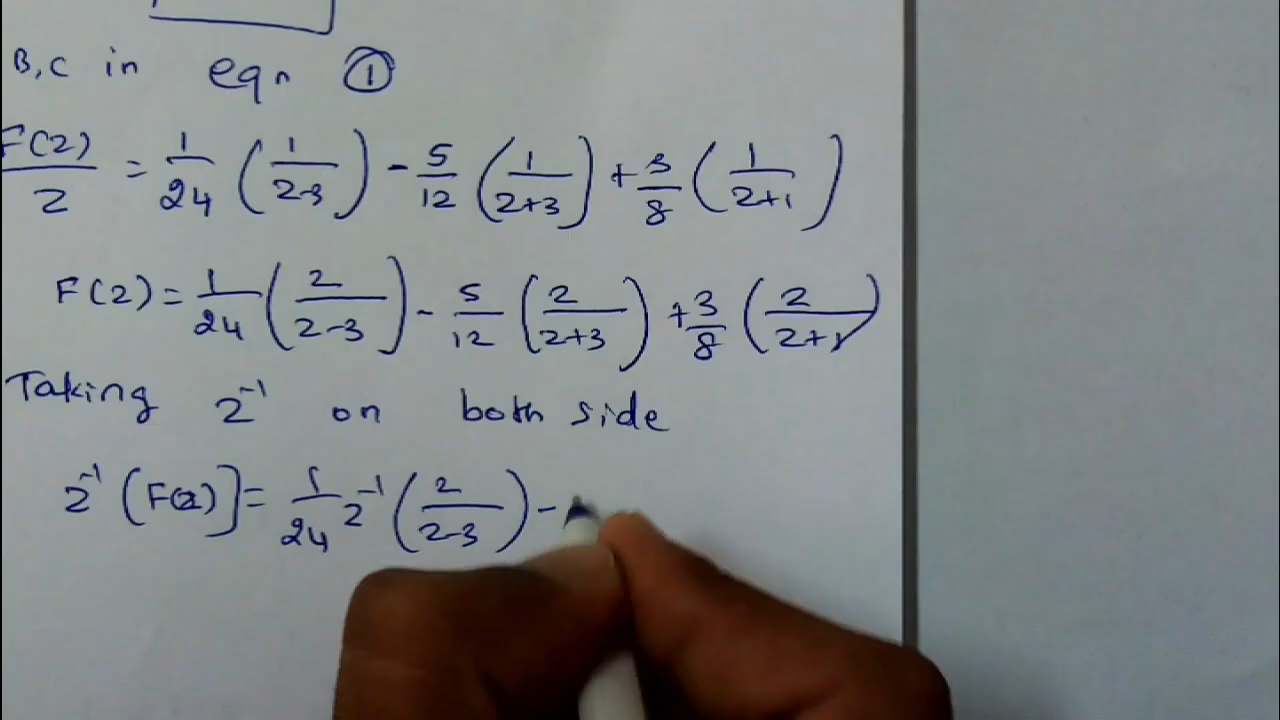 B, C in eqn ①
F(z)/z = 1/24 (1/(z-3)) - 5/12 (1/(z+3)) + 3/8 (1/(z+1))
F(z) = 1/24 (z/(z-3)) - 5/12 (z/(z+3)) + 3/8 (z/(z+1))
Taking z⁻¹ on both side
z⁻¹ [F(z)] = 1/24 z⁻¹ (z/(z-3)) -